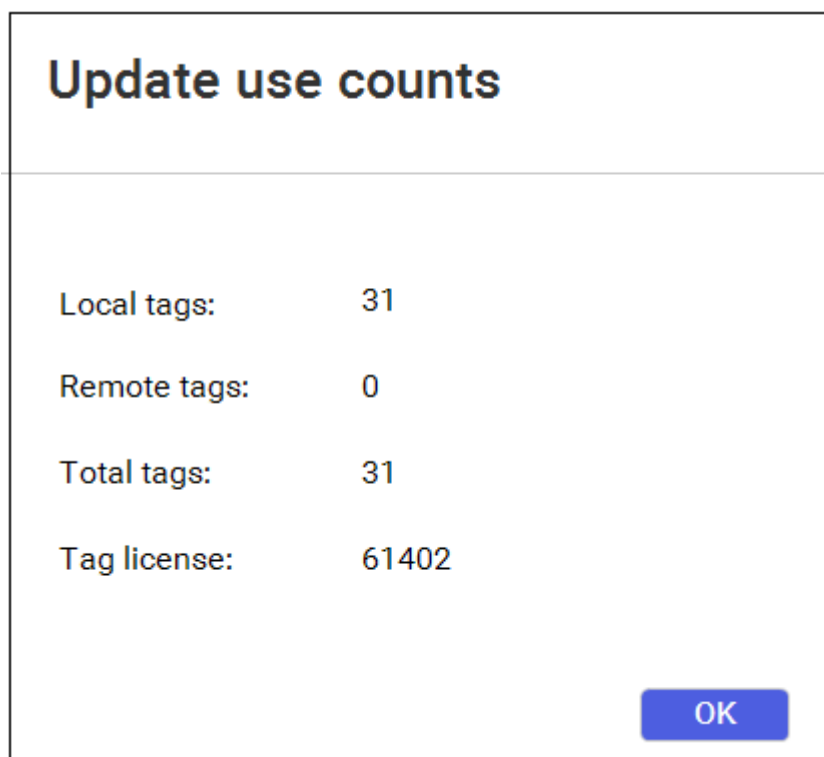 Update use counts
Local tags: 31
Remote tags: 0
Total tags: 31
Tag license: 61402
OK